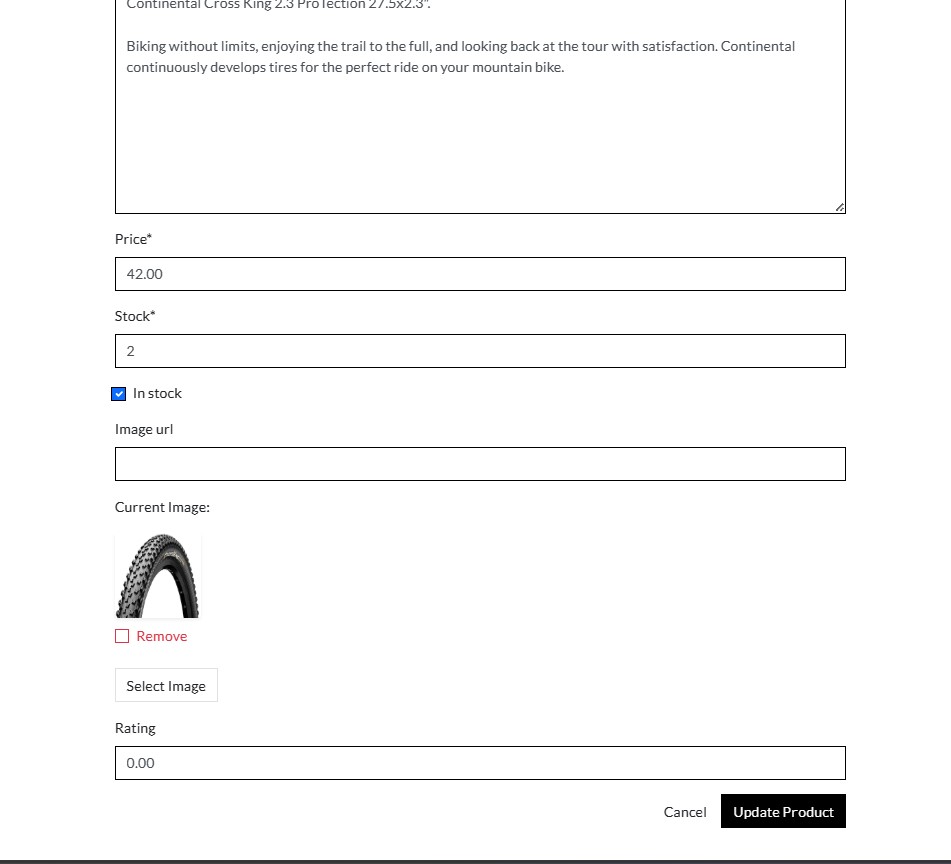 Continental Cross King 2.3 ProTection 27.5x2.3".
Biking without limits, enjoying the trail to the full, and looking back at the tour with satisfaction. Continental
continuously develops tires for the perfect ride on your mountain bike.
Price*
42.00
Stock*
2
In stock
Image url
Current Image:
Remove
Select Image
Rating
0.00
Cancel Update Product